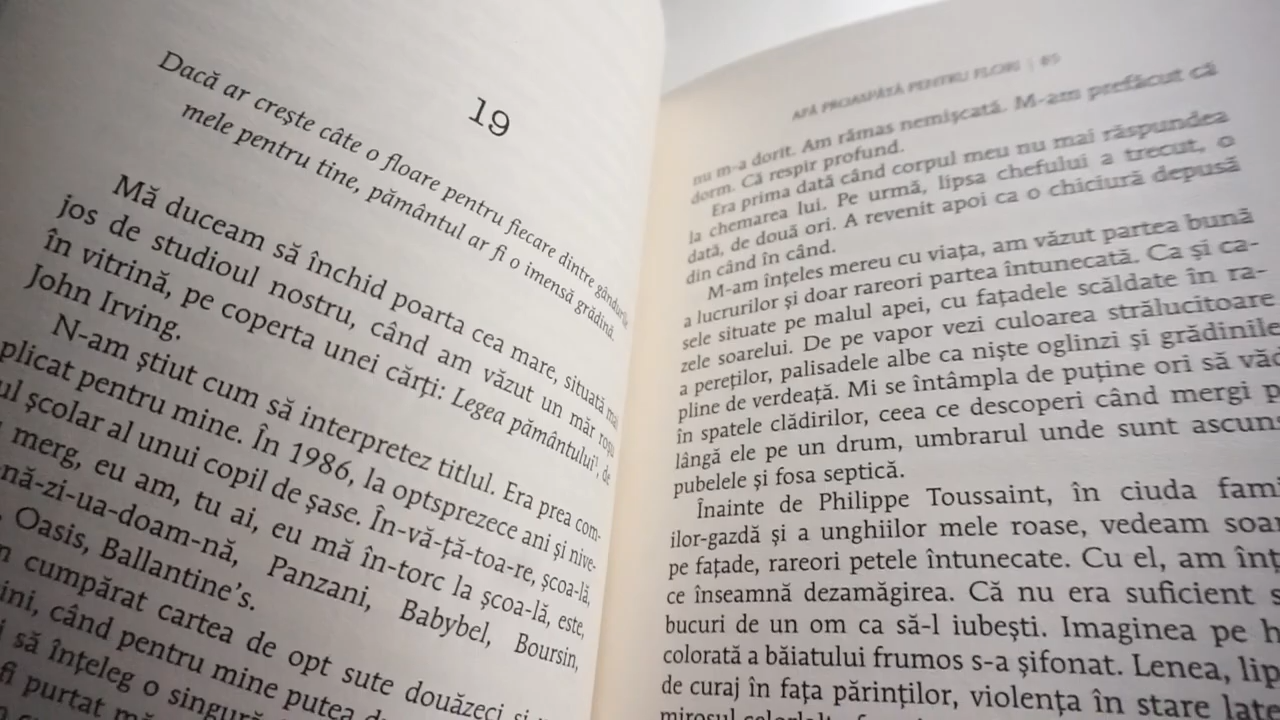 19
Dacă ar crește câte o floare pentru fiecare dintre gândurile
mele pentru tine, pământul ar fi o imensă grădină.
Mă duceam să închid poarta cea mare, situată mai
jos de studioul nostru, când am văzut un măr roșu
în vitrină, pe coperta unei cărți: Legea pământului¹, de
John Irving.
N-am știut cum să interpretez titlul. Era prea com-
plicat pentru mine. În 1986, la optsprezece ani și nive-
ul școlar al unui copil de șase. În-vă-ță-toa-re, școa-lă,
merg, eu am, tu ai, eu mă în-torc la școa-lă, este,
nă-zi-ua-doam-nă, Panzani, Babybel, Boursin,
Oasis, Ballantine's.
cumpărat cartea de opt sute douăzeci și
ini, când pentru mine putea
să înțeleg o singură
fi purtat
APĂ PROASPĂTĂ PENTRU FLORI | 85
nu m-a dorit. Am rămas nemișcată. M-am prefăcut că
dorm. Că respir profund.
Era prima dată când corpul meu nu mai răspundea
la chemarea lui. Pe urmă, lipsa chefului a trecut, o
dată, de două ori. A revenit apoi ca o chiciură depusă
din când în când.
M-am înțeles mereu cu viața, am văzut partea bună
a lucrurilor și doar rareori partea întunecată. Ca și ca-
sele situate pe malul apei, cu fațadele scăldate în ra-
zele soarelui. De pe vapor vezi culoarea strălucitoare
a pereților, palisadele albe ca niște oglinzi și grădinile
pline de verdeață. Mi se întâmpla de puține ori să văd
în spatele clădirilor, ceea ce descoperi când mergi p
lângă ele pe un drum, umbrarul unde sunt ascuns
pubelele și fosa septică.
Înainte de Philippe Toussaint, în ciuda fami
ilor-gazdă și a unghiilor mele roase, vedeam soar
pe fațade, rareori petele întunecate. Cu el, am înț
ce înseamnă dezamăgirea. Că nu era suficient s
bucuri de un om ca să-l iubești. Imaginea pe h
colorată a băiatului frumos s-a șifonat. Lenea, lip
de curaj în fața părinților, violența în stare late
mirosul